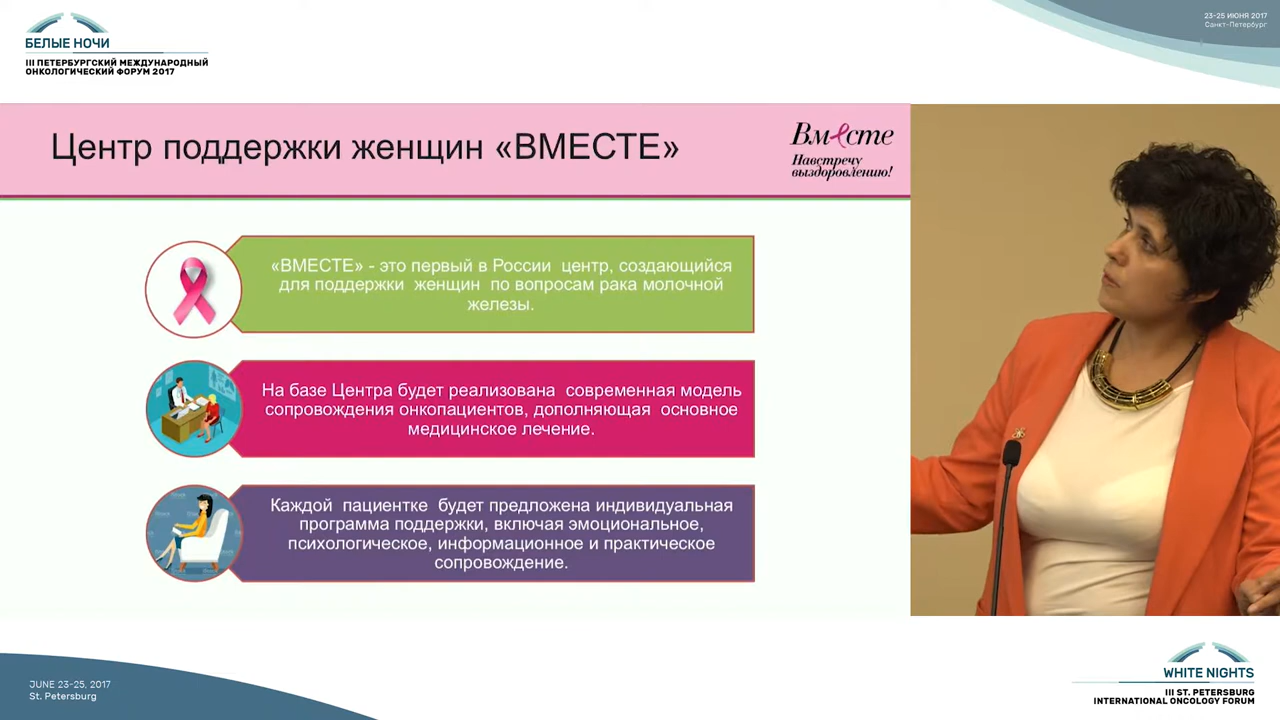 БЕЛЫЕ НОЧИ
III ПЕТЕРБУРГСКИЙ МЕЖДУНАРОДНЫЙ
ОНКОЛОГИЧЕСКИЙ ФОРУМ 2017
23-25 ИЮНЯ 2017
Санкт-Петербург
Центр поддержки женщин «ВМЕСТЕ»
Вместе
Навстречу
выздоровлению!
«ВМЕСТЕ» - это первый в России центр, создающийся
для поддержки женщин по вопросам рака молочной
железы.
На базе Центра будет реализована современная модель
сопровождения онкопациентов, дополняющая основное
медицинское лечение.
Каждой пациентке будет предложена индивидуальная
программа поддержки, включая эмоциональное,
психологическое, информационное и практическое
сопровождение.
JUNE 23-25, 2017
St. Petersburg
WHITE NIGHTS
III ST. PETERSBURG
INTERNATIONAL ONCOLOGY FORUM